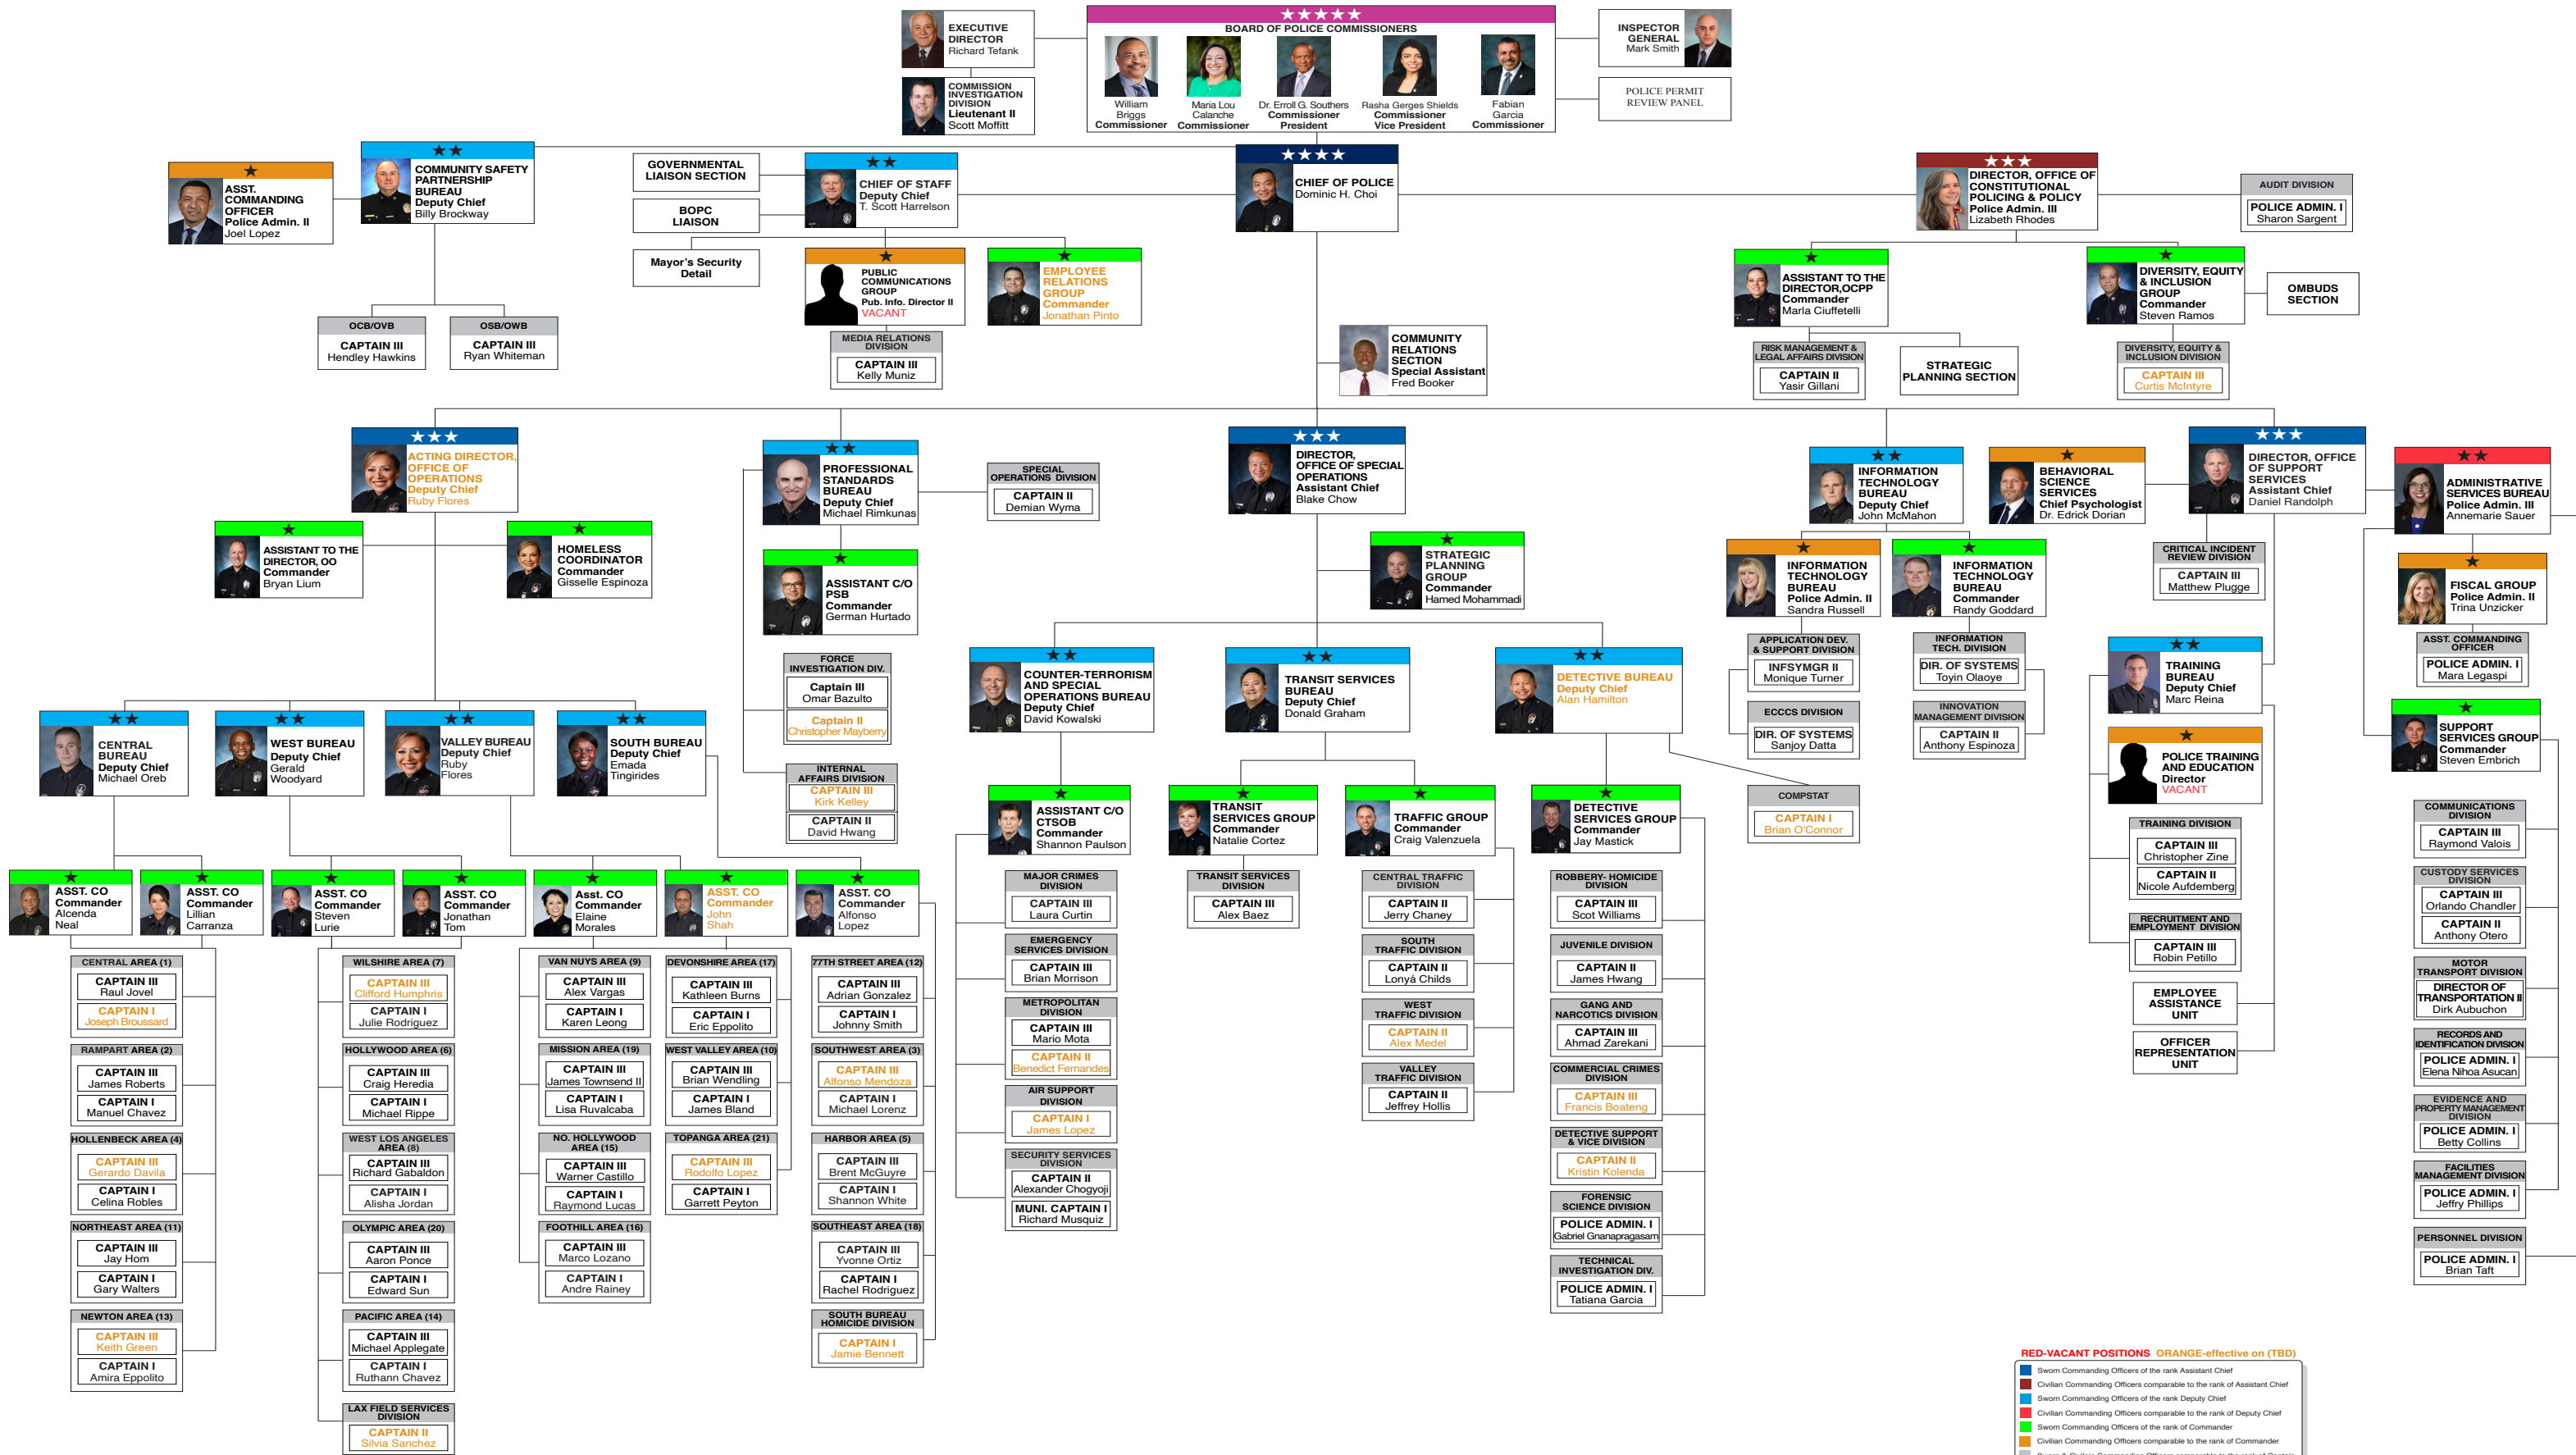 EXECUTIVE
DIRECTOR
Richard Tefank
COMMISSION
INVESTIGATION
DIVISION
Lieutenant II
Scott Moffitt
BOARD OF POLICE COMMISSIONERS
William
Briggs
Commissioner
Maria Lou
Calanche
Commissioner
Dr. Erroll G. Southers
Commissioner
President
Rasha Gerges Shields
Commissioner
Vice President
Fabian
Garcia
Commissioner
INSPECTOR
GENERAL
Mark Smith
POLICE PERMIT
REVIEW PANEL
ASST.
COMMANDING
OFFICER
Police Admin. II
Joel Lopez
COMMUNITY SAFETY
PARTNERSHIP
BUREAU
Deputy Chief
Billy Brockway
OCB/OVB
CAPTAIN III
Hendley Hawkins
OSB/OWB
CAPTAIN III
Ryan Whiteman
GOVERNMENTAL
LIAISON SECTION
BOPC
LIAISON
Mayor's Security
Detail
CHIEF OF STAFF
Deputy Chief
T. Scott Harrelson
PUBLIC
COMMUNICATIONS
GROUP
Pub. Info. Director II
VACANT
MEDIA RELATIONS
DIVISION
CAPTAIN III
Kelly Muniz
EMPLOYEE
RELATIONS
GROUP
Commander
Jonathan Pinto
CHIEF OF POLICE
Dominic H. Choi
COMMUNITY
RELATIONS
SECTION
Special Assistant
Fred Booker
DIRECTOR, OFFICE OF
CONSTITUTIONAL
POLICING & POLICY
Police Admin. III
Lizabeth Rhodes
AUDIT DIVISION
POLICE ADMIN. I
Sharon Sargent
ASSISTANT TO THE
DIRECTOR,OCPP
Commander
Marla Ciuffetelli
RISK MANAGEMENT &
LEGAL AFFAIRS DIVISION
CAPTAIN II
Yasir Gillani
STRATEGIC
PLANNING SECTION
DIVERSITY, EQUITY
& INCLUSION
GROUP
Commander
Steven Ramos
OMBUDS
SECTION
DIVERSITY, EQUITY &
INCLUSION DIVISION
CAPTAIN III
Curtis McIntyre
ACTING DIRECTOR,
OFFICE OF
OPERATIONS
Deputy Chief
Ruby Flores
ASSISTANT TO THE
DIRECTOR, OO
Commander
Bryan Lium
HOMELESS
COORDINATOR
Commander
Gisselle Espinoza
PROFESSIONAL
STANDARDS
BUREAU
Deputy Chief
Michael Rimkunas
SPECIAL
OPERATIONS DIVISION
CAPTAIN II
Demian Wyma
ASSISTANT C/O
PSB
Commander
German Hurtado
FORCE
INVESTIGATION DIV.
Captain III
Omar Bazulto
Captain II
Christopher Mayberry
INTERNAL
AFFAIRS DIVISION
CAPTAIN III
Kirk Kelley
CAPTAIN II
David Hwang
DIRECTOR,
OFFICE OF SPECIAL
OPERATIONS
Assistant Chief
Blake Chow
STRATEGIC
PLANNING
GROUP
Commander
Hamed Mohammadi
INFORMATION
TECHNOLOGY
BUREAU
Deputy Chief
John McMahon
INFORMATION
TECHNOLOGY
BUREAU
Police Admin. II
Sandra Russell
INFORMATION
TECHNOLOGY
BUREAU
Commander
Randy Goddard
APPLICATION DEV.
& SUPPORT DIVISION
INFSYMGR II
Monique Turner
ECCCS DIVISION
DIR. OF SYSTEMS
Sanjoy Datta
INFORMATION
TECH. DIVISION
DIR. OF SYSTEMS
Toyin Olaoye
INNOVATION
MANAGEMENT DIVISION
CAPTAIN II
Anthony Espinoza
BEHAVIORAL
SCIENCE
SERVICES
Chief Psychologist
Dr. Edrick Dorian
DIRECTOR, OFFICE
OF SUPPORT
SERVICES
Assistant Chief
Daniel Randolph
CRITICAL INCIDENT
REVIEW DIVISION
CAPTAIN III
Matthew Plugge
ADMINISTRATIVE
SERVICES BUREAU
Police Admin. III
Annemarie Sauer
FISCAL GROUP
Police Admin. II
Trina Unzicker
ASST. COMMANDING
OFFICER
POLICE ADMIN. I
Mara Legaspi
SUPPORT
SERVICES GROUP
Commander
Steven Embrich
TRAINING
BUREAU
Deputy Chief
Marc Reina
POLICE TRAINING
AND EDUCATION
Director
VACANT
TRAINING DIVISION
CAPTAIN III
Christopher Zine
CAPTAIN II
Nicole Aufdemberg
RECRUITMENT AND
EMPLOYMENT DIVISION
CAPTAIN III
Robin Petillo
EMPLOYEE
ASSISTANCE
UNIT
OFFICER
REPRESENTATION
UNIT
COMMUNICATIONS
DIVISION
CAPTAIN III
Raymond Valois
CUSTODY SERVICES
DIVISION
CAPTAIN III
Orlando Chandler
CAPTAIN II
Anthony Otero
MOTOR
TRANSPORT DIVISION
DIRECTOR OF
TRANSPORTATION II
Dirk Aubuchon
RECORDS AND
IDENTIFICATION DIVISION
POLICE ADMIN. I
Elena Nihoa Asucan
EVIDENCE AND
PROPERTY MANAGEMENT
DIVISION
POLICE ADMIN. I
Betty Collins
FACILITIES
MANAGEMENT DIVISION
POLICE ADMIN. I
Jeffry Phillips
PERSONNEL DIVISION
POLICE ADMIN. I
Brian Taft
COUNTER-TERRORISM
AND SPECIAL
OPERATIONS BUREAU
Deputy Chief
David Kowalski
TRANSIT SERVICES
BUREAU
Deputy Chief
Donald Graham
DETECTIVE BUREAU
Deputy Chief
Alan Hamilton
COMPSTAT
CAPTAIN I
Brian O'Connor
ASSISTANT C/O
CTSOB
Commander
Shannon Paulson
TRANSIT
SERVICES GROUP
Commander
Natalie Cortez
TRAFFIC GROUP
Commander
Craig Valenzuela
DETECTIVE
SERVICES GROUP
Commander
Jay Mastick
MAJOR CRIMES
DIVISION
CAPTAIN III
Laura Curtin
EMERGENCY
SERVICES DIVISION
CAPTAIN III
Brian Morrison
METROPOLITAN
DIVISION
CAPTAIN III
Mario Mota
CAPTAIN II
Benedict Fernandes
AIR SUPPORT
DIVISION
CAPTAIN I
James Lopez
SECURITY SERVICES
DIVISION
CAPTAIN II
Alexander Chogyoji
MUNI. CAPTAIN I
Richard Musquiz
TRANSIT SERVICES
DIVISION
CAPTAIN III
Alex Baez
CENTRAL TRAFFIC
DIVISION
CAPTAIN II
Jerry Chaney
SOUTH
TRAFFIC DIVISION
CAPTAIN II
Lonyá Childs
WEST
TRAFFIC DIVISION
CAPTAIN II
Alex Medel
VALLEY
TRAFFIC DIVISION
CAPTAIN II
Jeffrey Hollis
ROBBERY- HOMICIDE
DIVISION
CAPTAIN III
Scot Williams
JUVENILE DIVISION
CAPTAIN II
James Hwang
GANG AND
NARCOTICS DIVISION
CAPTAIN III
Ahmad Zarekani
COMMERCIAL CRIMES
DIVISION
CAPTAIN III
Francis Boateng
DETECTIVE SUPPORT
& VICE DIVISION
CAPTAIN II
Kristin Kolenda
FORENSIC
SCIENCE DIVISION
POLICE ADMIN. I
Gabriel Gnanapragasam
TECHNICAL
INVESTIGATION DIV.
POLICE ADMIN. I
Tatiana Garcia
CENTRAL
BUREAU
Deputy Chief
Michael Oreb
WEST BUREAU
Deputy Chief
Gerald
Woodyard
VALLEY BUREAU
Deputy Chief
Ruby
Flores
SOUTH BUREAU
Deputy Chief
Emada
Tingirides
ASST. CO
Commander
Alcenda
Neal
ASST. CO
Commander
Lillian
Carranza
ASST. CO
Commander
Steven
Lurie
ASST. CO
Commander
Jonathan
Tom
Asst. CO
Commander
Elaine
Morales
ASST. CO
Commander
John
Shah
ASST. CO
Commander
Alfonso
Lopez
CENTRAL AREA (1)
CAPTAIN III
Raul Jovel
CAPTAIN I
Joseph Broussard
RAMPART AREA (2)
CAPTAIN III
James Roberts
CAPTAIN I
Manuel Chavez
HOLLENBECK AREA (4)
CAPTAIN III
Gerardo Davila
CAPTAIN I
Celina Robles
NORTHEAST AREA (11)
CAPTAIN III
Jay Hom
CAPTAIN I
Gary Walters
NEWTON AREA (13)
CAPTAIN III
Keith Green
CAPTAIN I
Amira Eppolito
WILSHIRE AREA (7)
CAPTAIN III
Clifford Humphris
CAPTAIN I
Julie Rodriguez
HOLLYWOOD AREA (6)
CAPTAIN III
Craig Heredia
CAPTAIN I
Michael Rippe
WEST LOS ANGELES
AREA (8)
CAPTAIN III
Richard Gabaldon
CAPTAIN I
Alisha Jordan
OLYMPIC AREA (20)
CAPTAIN III
Aaron Ponce
CAPTAIN I
Edward Sun
PACIFIC AREA (14)
CAPTAIN III
Michael Applegate
CAPTAIN I
Ruthann Chavez
LAX FIELD SERVICES
DIVISION
CAPTAIN II
Silvia Sanchez
VAN NUYS AREA (9)
CAPTAIN III
Alex Vargas
CAPTAIN I
Karen Leong
MISSION AREA (19)
CAPTAIN III
James Townsend II
CAPTAIN I
Lisa Ruvalcaba
NO. HOLLYWOOD
AREA (15)
CAPTAIN III
Warner Castillo
CAPTAIN I
Raymond Lucas
FOOTHILL AREA (16)
CAPTAIN III
Marco Lozano
CAPTAIN I
Andre Rainey
DEVONSHIRE AREA (17)
CAPTAIN III
Kathleen Burns
CAPTAIN I
Eric Eppolito
WEST VALLEY AREA (10)
CAPTAIN III
Brian Wendling
CAPTAIN I
James Bland
TOPANGA AREA (21)
CAPTAIN III
Rodolfo Lopez
CAPTAIN I
Garrett Peyton
77TH STREET AREA (12)
CAPTAIN III
Adrian Gonzalez
CAPTAIN I
Johnny Smith
SOUTHWEST AREA (3)
CAPTAIN III
Alfonso Mendoza
CAPTAIN I
Michael Lorenz
HARBOR AREA (5)
CAPTAIN III
Brent McGuyre
CAPTAIN I
Shannon White
SOUTHEAST AREA (18)
CAPTAIN III
Yvonne Ortiz
CAPTAIN I
Rachel Rodriguez
SOUTH BUREAU
HOMICIDE DIVISION
CAPTAIN I
Jamie Bennett
RED-VACANT POSITIONS ORANGE-effective on (TBD)
Sworn Commanding Officers of the rank Assistant Chief
Civilian Commanding Officers comparable to the rank of Assistant Chief
Sworn Commanding Officers of the rank Deputy Chief
Civilian Commanding Officers comparable to the rank of Deputy Chief
Sworn Commanding Officers of the rank of Commander
Civilian Commanding Officers comparable to the rank of Commander